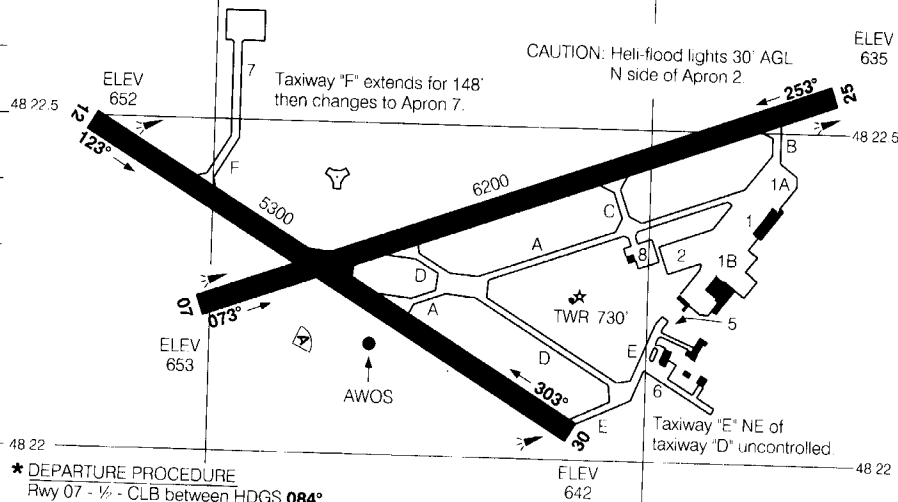 CAUTION: Heli-flood lights 30' AGL
N side of Apron 2.
ELEV
635
ELEV
652
7
Taxiway "F" extends for 148'
then changes to Apron 7.
48 22.5
253°
25
48 22.5
12
123°
F
B
6200
1A
5300
C
1
A
8
2
1B
D
07
073°
A
TWR 730'
5
ELEV
653
A
D
E
AWOS
303°
6
E
30
Taxiway "E" NE of
taxiway "D" uncontrolled.
48 22
48 22
ELEV
642
* DEPARTURE PROCEDURE
Rwy 07 - ½ - CLB between HDGS 084°